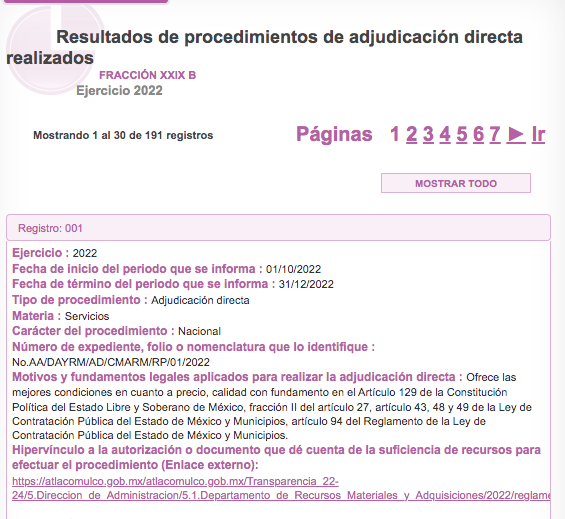 Resultados de procedimientos de adjudicación directa
realizados
FRACCIÓN XXIX B
Ejercicio 2022
Mostrando 1 al 30 de 191 registros
Páginas 1 2 3 4 5 6 7 ► Ir
MOSTRAR TODO
Registro: 001
Ejercicio : 2022
Fecha de inicio del periodo que se informa : 01/10/2022
Fecha de término del periodo que se informa : 31/12/2022
Tipo de procedimiento : Adjudicación directa
Materia : Servicios
Carácter del procedimiento : Nacional
Número de expediente, folio o nomenclatura que lo identifique :
No.AA/DAYRM/AD/CMARM/RP/01/2022
Motivos y fundamentos legales aplicados para realizar la adjudicación directa : Ofrece las
mejores condiciones en cuanto a precio, calidad con fundamento en el Artículo 129 de la Constitución
Política del Estado Libre y Soberano de México, fracción II del artículo 27, artículo 43, 48 y 49 de la Ley de
Contratación Pública del Estado de México y Municipios, artículo 94 del Reglamento de la Ley de
Contratación Pública del Estado de México y Municipios.
Hipervínculo a la autorización o documento que dé cuenta de la suficiencia de recursos para
efectuar el procedimiento (Enlace externo):
https://atlacomulco.gob.mx/atlacomulco.gob.mx/Transparencia_22-
24/5.Direccion_de_Administracion/5.1.Departamento_de_Recursos_Materiales_y_Adquisiciones/2022/reglame